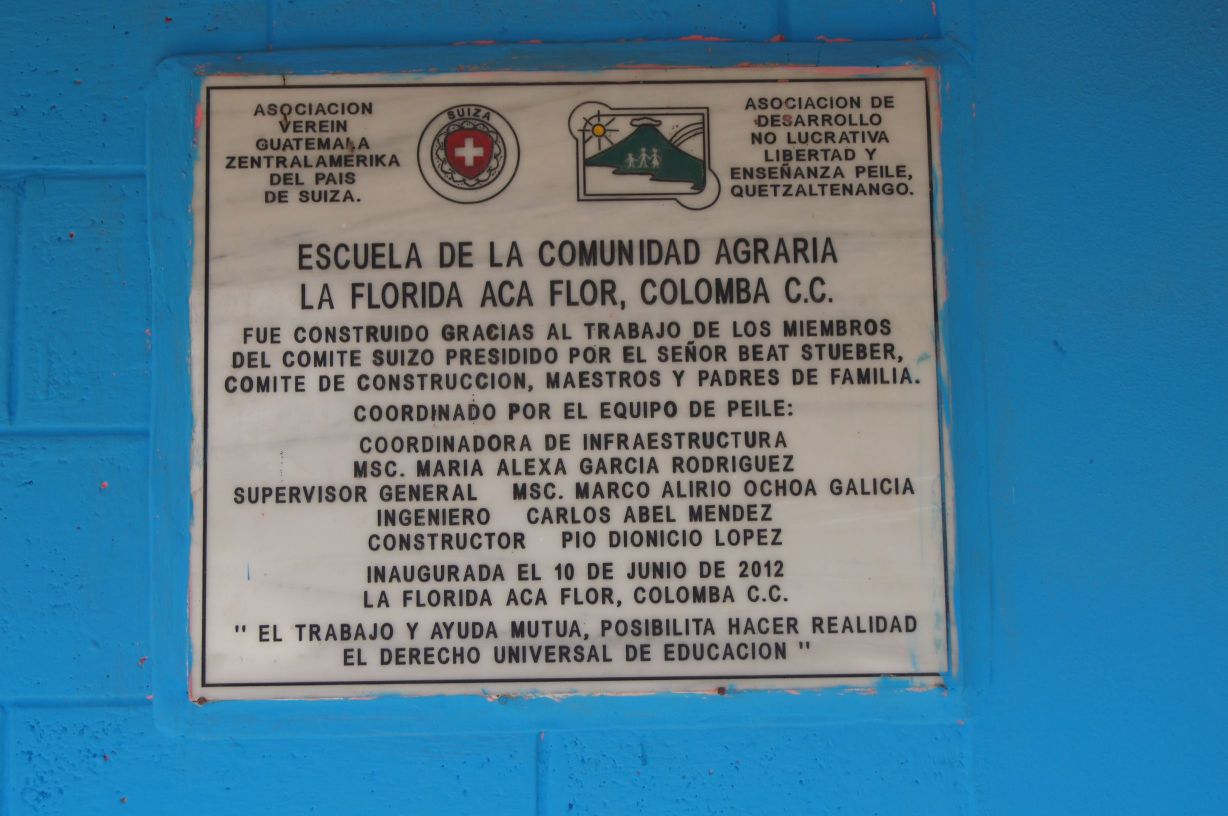 ASOCIACION
VEREIN
GUATEMALA
ZENTRALAMERIKA
DEL PAIS
DE SUIZA.
SUIZA
ASOCIACION DE
DESARROLLO
NO LUCRATIVA
LIBERTAD Y
ENSEÑANZA PEILE,
QUETZALTENANGO.
ESCUELA DE LA COMUNIDAD AGRARIA
LA FLORIDA ACA FLOR, COLOMBA C.C.
FUE CONSTRUIDO GRACIAS AL TRABAJO DE LOS MIEMBROS
DEL COMITE SUIZO PRESIDIDO POR EL SEÑOR BEAT STUEBER,
COMITE DE CONSTRUCCION, MAESTROS Y PADRES DE FAMILIA.
COORDINADO POR EL EQUIPO DE PEILE:
COORDINADORA DE INFRAESTRUCTURA
MSC. MARIA ALEXA GARCIA RODRIGUEZ
SUPERVISOR GENERAL MSC. MARCO ALIRIO OCHOA GALICIA
INGENIERO CARLOS ABEL MENDEZ
CONSTRUCTOR PIO DIONICIO LOPEZ
INAUGURADA EL 10 DE JUNIO DE 2012
LA FLORIDA ACA FLOR, COLOMBA C.C.
" EL TRABAJO Y AYUDA MUTUA, POSIBILITA HACER REALIDAD
EL DERECHO UNIVERSAL DE EDUCACION "